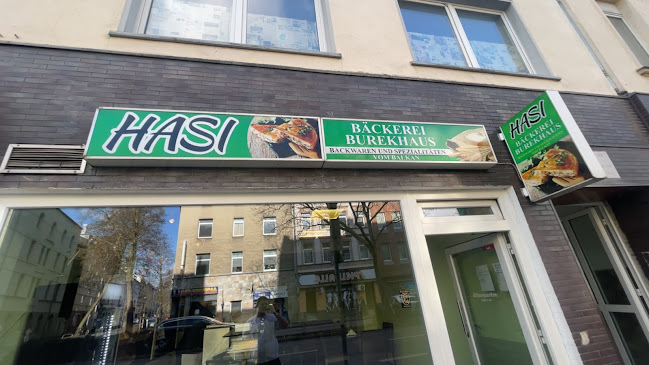 HASI
BÄCKEREI
BUREKHAUS
BACKWAREN UND SPEZIALITÄTEN
VOM BALKAN
HASI
BÄCKEREI
BUREKHAUS